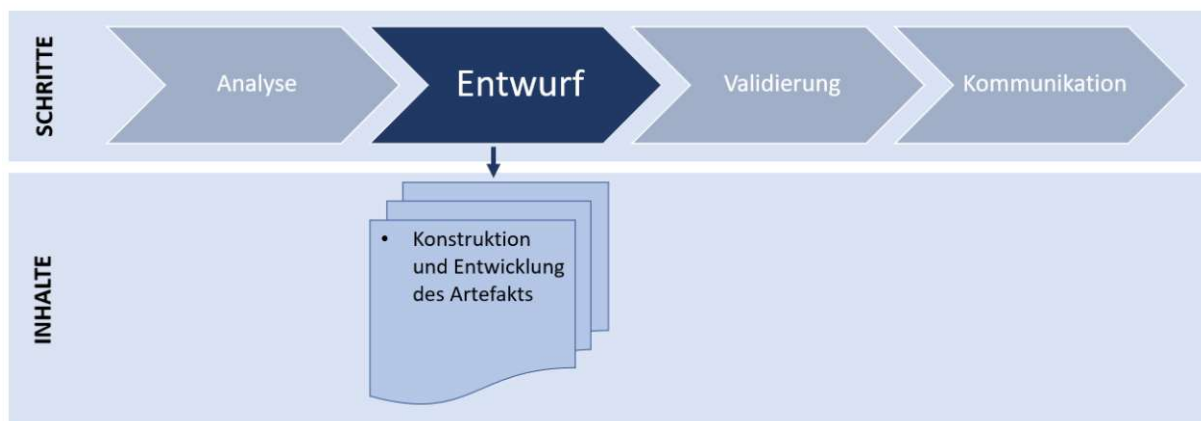 SCHRITTE
Analyse
Entwurf
Validierung
Kommunikation
INHALTE
• Konstruktion
und Entwicklung
des Artefakts